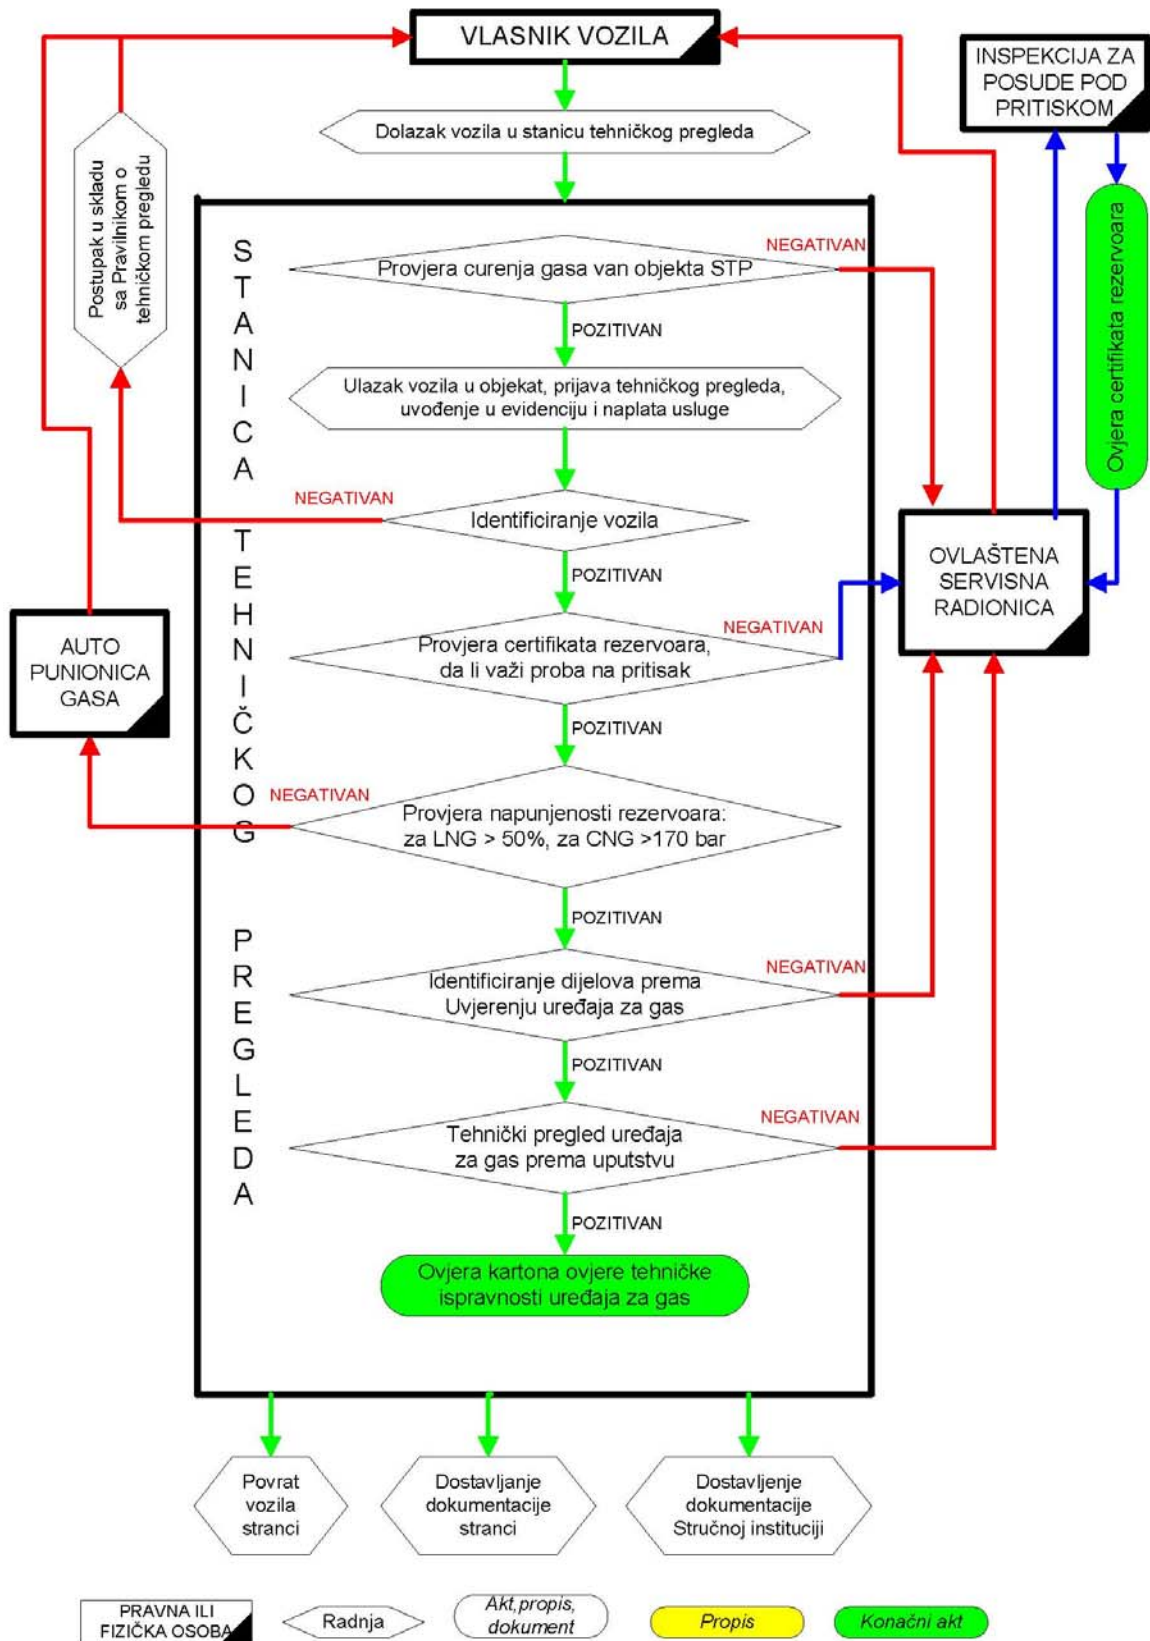 VLASNIK VOZILA
INSPEKCIJA ZA
POSUDE POD
PRITISKOM
Dolazak vozila u stanicu tehničkog pregleda
Postupak u skladu
sa Pravilnikom o
tehničkom pregledu
Ovjera certifikata rezervoara
STANICA TEHNIČKOG PREGLEDA
NEGATIVAN
Provjera curenja gasa van objekta STP
POZITIVAN
Ulazak vozila u objekat, prijava tehničkog pregleda,
uvođenje u evidenciju i naplata usluge
NEGATIVAN
Identificiranje vozila
POZITIVAN
OVLAŠTENA
SERVISNA
RADIONICA
AUTO
PUNIONICA
GASA
NEGATIVAN
Provjera certifikata rezervoara,
da li važi proba na pritisak
POZITIVAN
NEGATIVAN
Provjera napunjenosti rezervoara:
za LNG > 50%, za CNG >170 bar
POZITIVAN
NEGATIVAN
Identificiranje dijelova prema
Uvjerenju uređaja za gas
POZITIVAN
NEGATIVAN
Tehnički pregled uređaja
za gas prema uputstvu
POZITIVAN
Ovjera kartona ovjere tehničke
ispravnosti uređaja za gas
Povrat
vozila
stranci
Dostavljanje
dokumentacije
stranci
Dostavljenje
dokumentacije
Stručnoj instituciji
PRAVNA ILI
FIZIČKA OSOBA
Radnja
Akt,propis,
dokument
Propis
Konačni akt